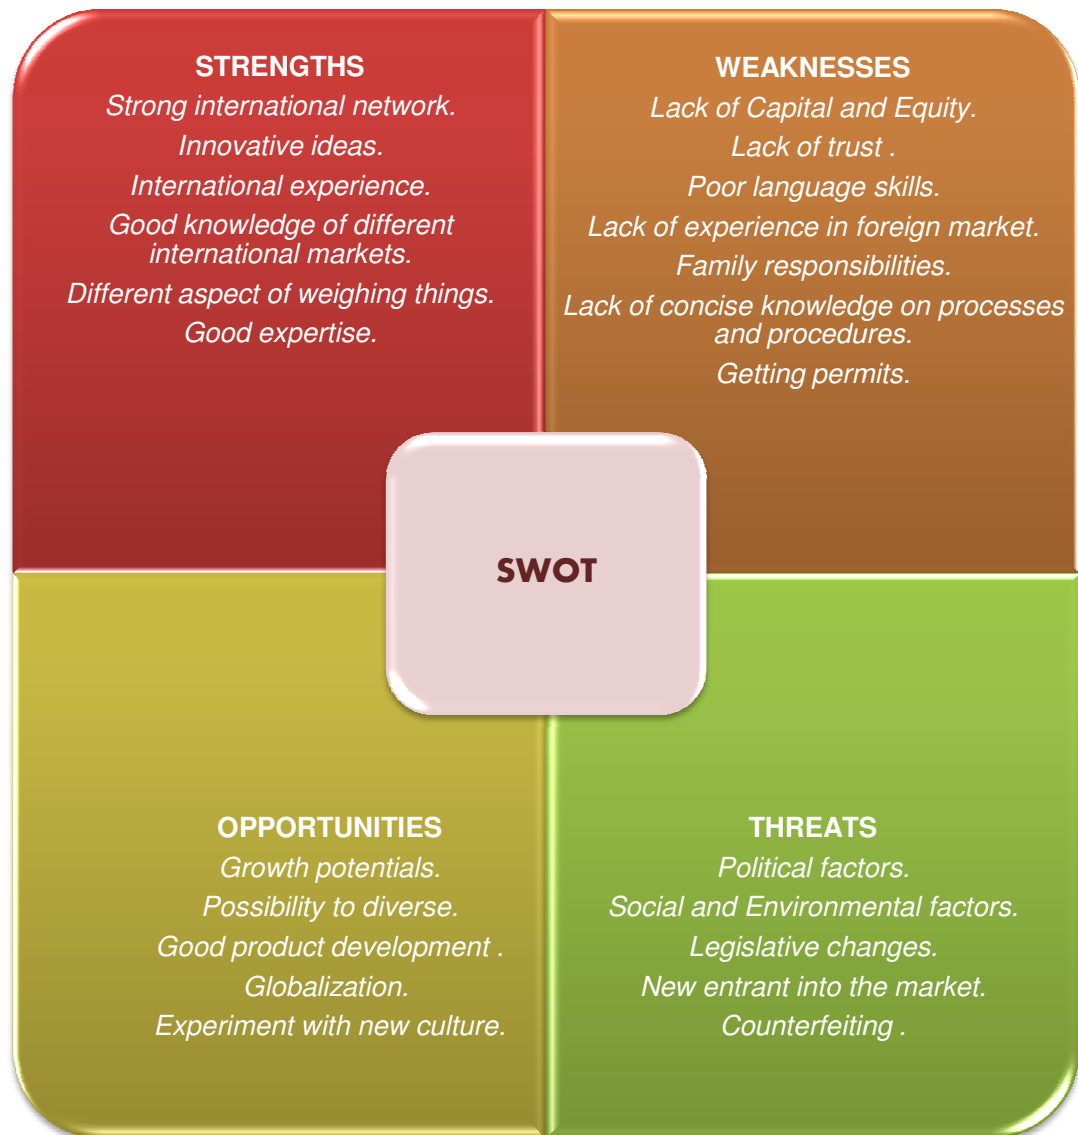 STRENGTHS
Strong international network.
Innovative ideas.
International experience.
Good knowledge of different
international markets.
Different aspect of weighing things.
Good expertise.
WEAKNESSES
Lack of Capital and Equity.
Lack of trust .
Poor language skills.
Lack of experience in foreign market.
Family responsibilities.
Lack of concise knowledge on processes
and procedures.
Getting permits.
SWOT
OPPORTUNITIES
Growth potentials.
Possibility to diverse.
Good product development .
Globalization.
Experiment with new culture.
THREATS
Political factors.
Social and Environmental factors.
Legislative changes.
New entrant into the market.
Counterfeiting .